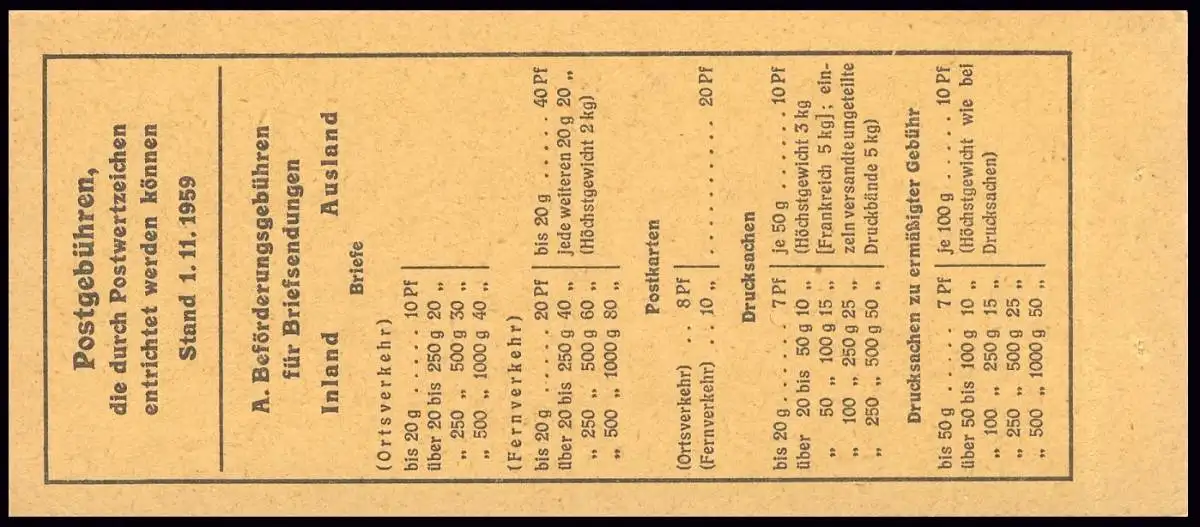 Postgebühren,
die durch Postwertzeichen
entrichtet werden können
Stand 1. 11. 1959
A. Beförderungsgebühren
für Briefsendungen
Inland Ausland
Briefe
(Ortsverkehr)
bis 20 g ...... 10 Pf
über 20 bis 250 g 20 „
„ 250 „ 500 g 30 „
„ 500 „ 1000 g 40 „
(Fernverkehr)
bis 20 g ...... 20 Pf bis 20 g ...... 40 Pf
über 20 bis 250 g 40 „ jede weiteren 20 g 20 „
„ 250 „ 500 g 60 „ (Höchstgewicht 2 kg)
„ 500 „ 1000 g 80 „
Postkarten
(Ortsverkehr) .. 8 Pf
(Fernverkehr) . 10 „ ............ 20 Pf
Drucksachen
bis 20 g ...... 7 Pf je 50 g ....... 10 Pf
über 20 bis 50 g 10 „ (Höchstgewicht 3 kg
„ 50 „ 100 g 15 „ [Frankreich 5 kg]; ein-
„ 100 „ 250 g 25 „ zeln versandte ungeteilte
„ 250 „ 500 g 50 „ Druckbände 5 kg)
Drucksachen zu ermäßigter Gebühr
bis 50 g ..... 7 Pf je 100 g ...... 10 Pf
über 50 bis 100 g 10 „ (Höchstgewicht wie bei
„ 100 „ 250 g 15 „ Drucksachen)
„ 250 „ 500 g 25 „
„ 500 „ 1000 g 50 „